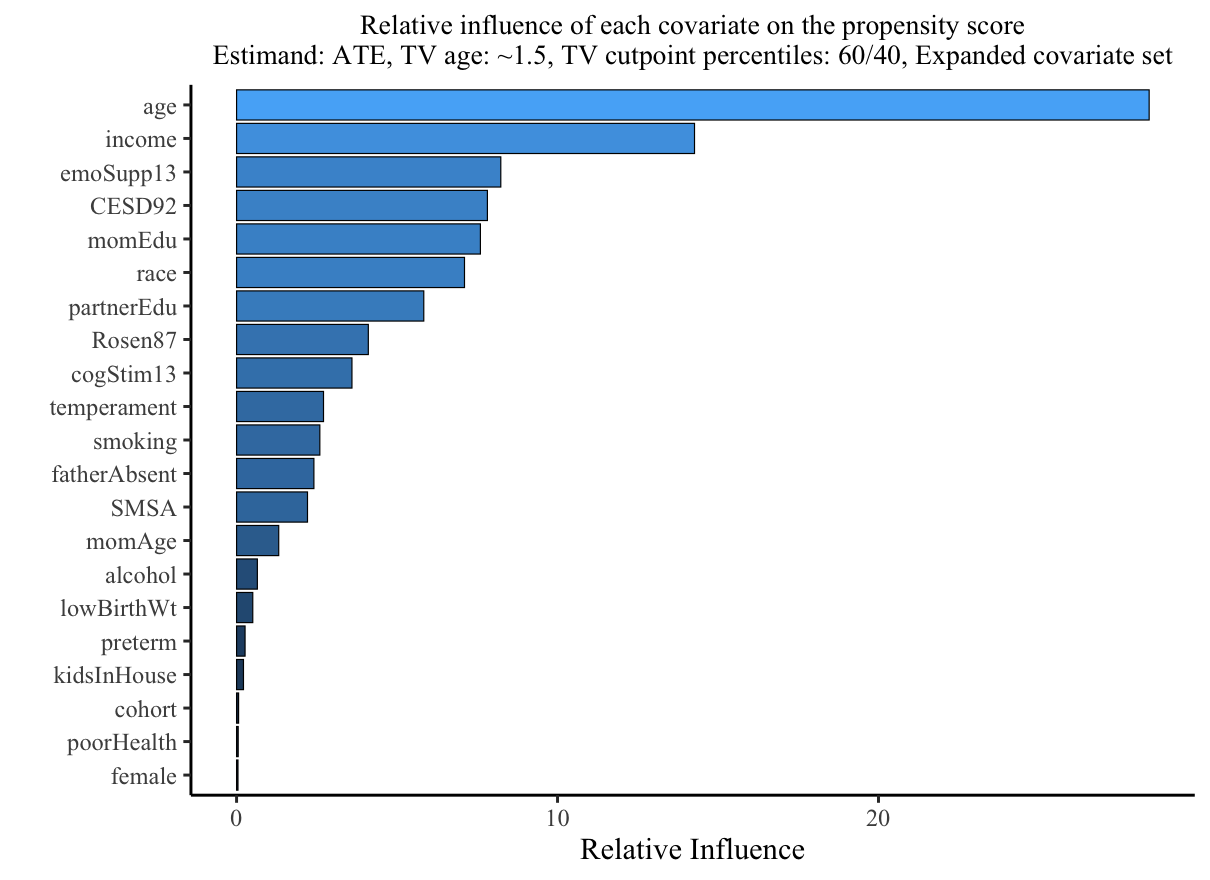 Relative influence of each covariate on the propensity score
Estimand: ATE, TV age: ~1.5, TV cutpoint percentiles: 60/40, Expanded covariate set
age
income
emoSupp13
CESD92
momEdu
race
partnerEdu
Rosen87
cogStim13
temperament
smoking
fatherAbsent
SMSA
momAge
alcohol
lowBirthWt
preterm
kidsInHouse
cohort
poorHealth
female
0 10 20
Relative Influence